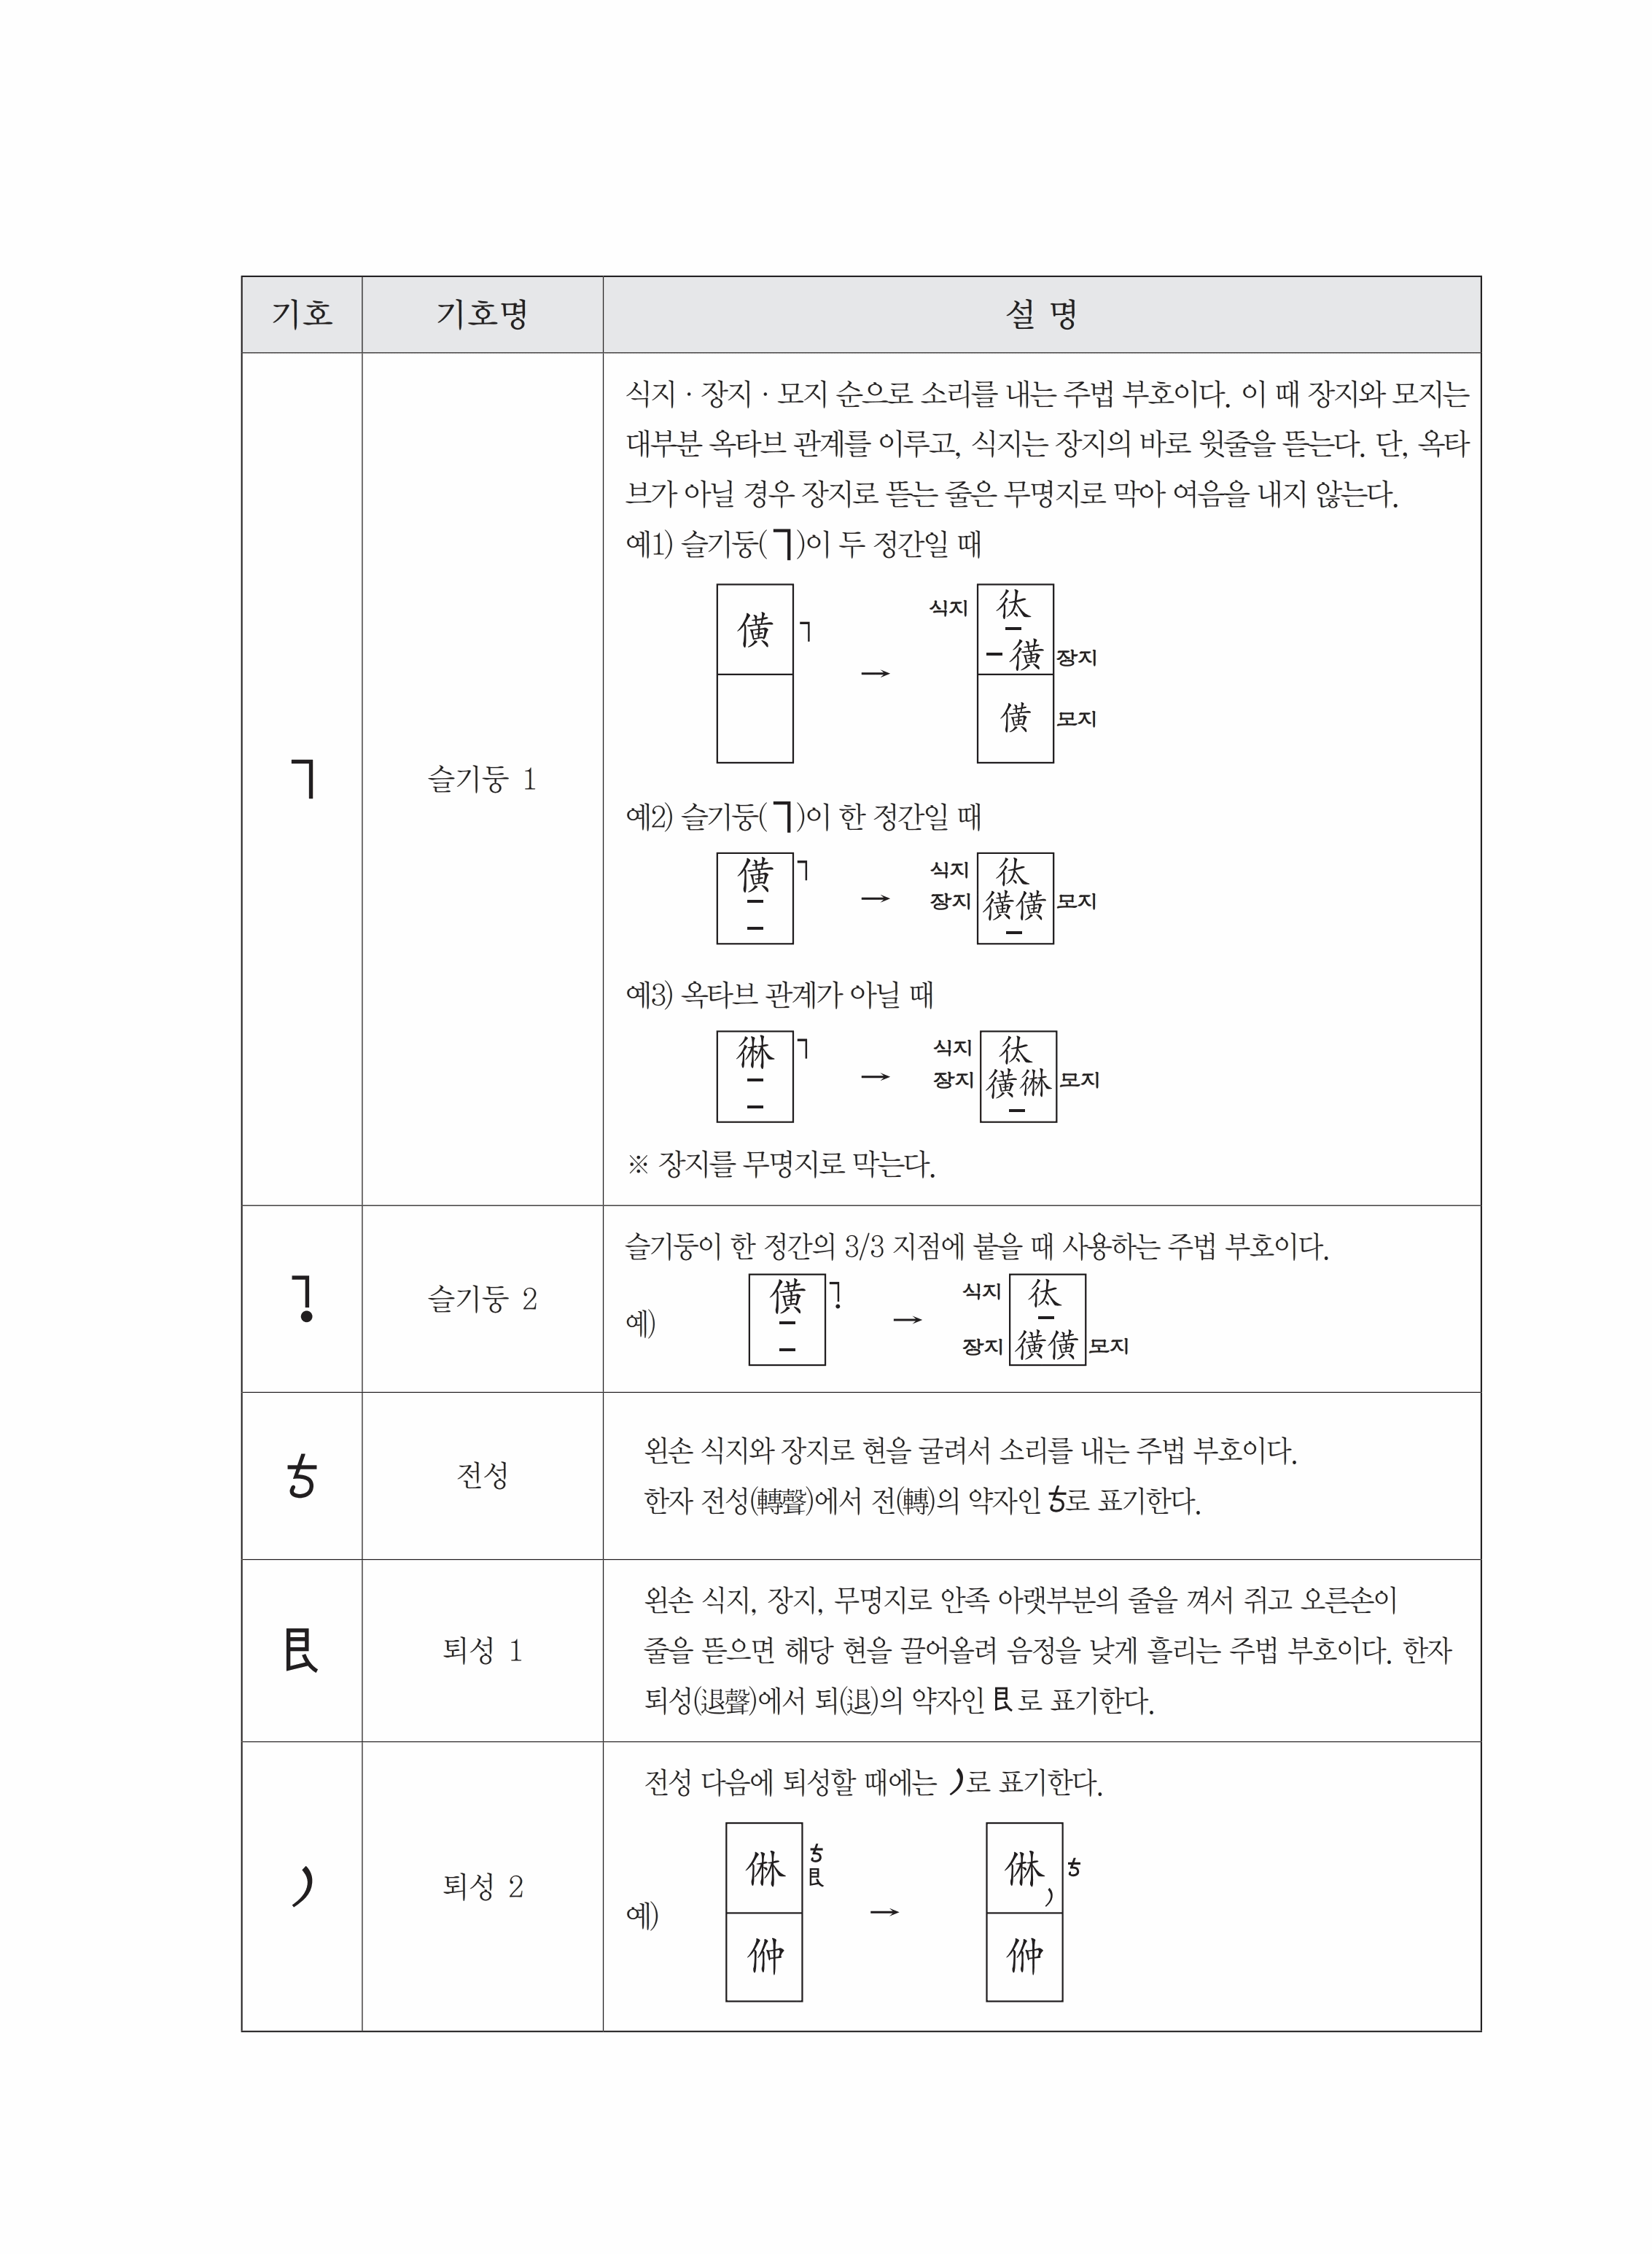 기호 기호명 설 명
ㄱ 슬기둥 1
식지 · 장지 · 모지 순으로 소리를 내는 주법 부호이다. 이 때 장지와 모지는
대부분 옥타브 관계를 이루고, 식지는 장지의 바로 윗줄을 뜯는다. 단, 옥타
브가 아닐 경우 장지로 뜯는 줄은 무명지로 막아 여음을 내지 않는다.
예1) 슬기둥(ㄱ)이 두 정간일 때
僙 ㄱ
→
식지 㣖
–
– 㣴 장지
僙 모지
예2) 슬기둥(ㄱ)이 한 정간일 때
僙 ㄱ
–
–
→
식지 㣖
장지 㣴僙 모지
–
예3) 옥타브 관계가 아닐 때
ㄱ
–
–
→
식지 㣖
장지 㣴 모지
–
※ 장지를 무명지로 막는다.
슬기둥 2
슬기둥이 한 정간의 3/3 지점에 붙을 때 사용하는 주법 부호이다.
예)
僙
–
–
→
식지 㣖
–
장지 㣴僙 모지
ち 전성
왼손 식지와 장지로 현을 굴려서 소리를 내는 주법 부호이다.
한자 전성(轉聲)에서 전(轉)의 약자인 ち로 표기한다.
艮 퇴성 1
왼손 식지, 장지, 무명지로 안족 아랫부분의 줄을 껴서 쥐고 오른손이
줄을 뜯으면 해당 현을 끌어올려 음정을 낮게 흘리는 주법 부호이다. 한자
퇴성(退聲)에서 퇴(退)의 약자인 艮로 표기한다.
) 퇴성 2
전성 다음에 퇴성할 때에는 )로 표기한다.
예)
㑣 ち
艮
㑖
→
㑣 ち
)
㑖